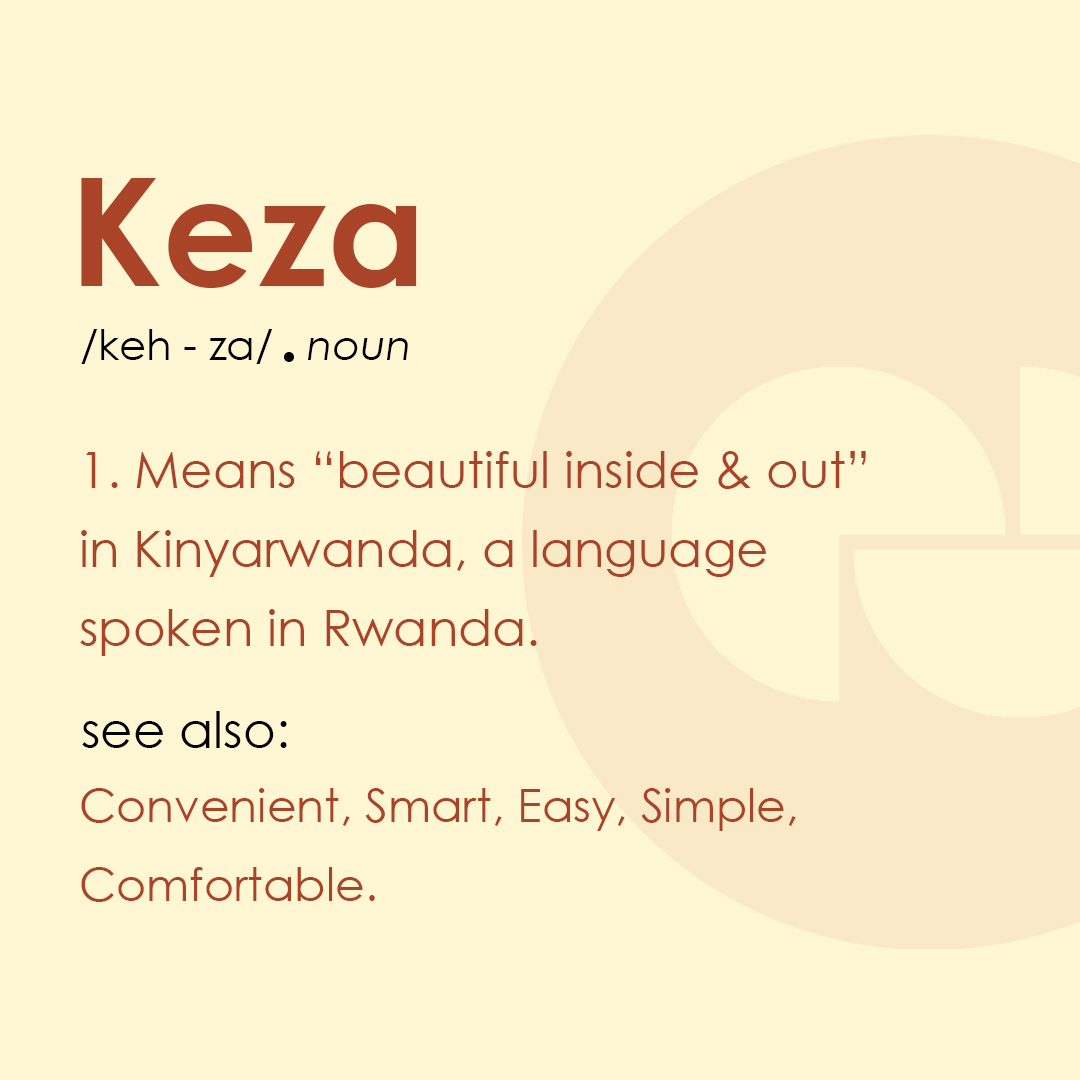 Keza
/keh - za/ . noun
1. Means “beautiful inside & out”
in Kinyarwanda, a language
spoken in Rwanda.
see also:
Convenient, Smart, Easy, Simple,
Comfortable.